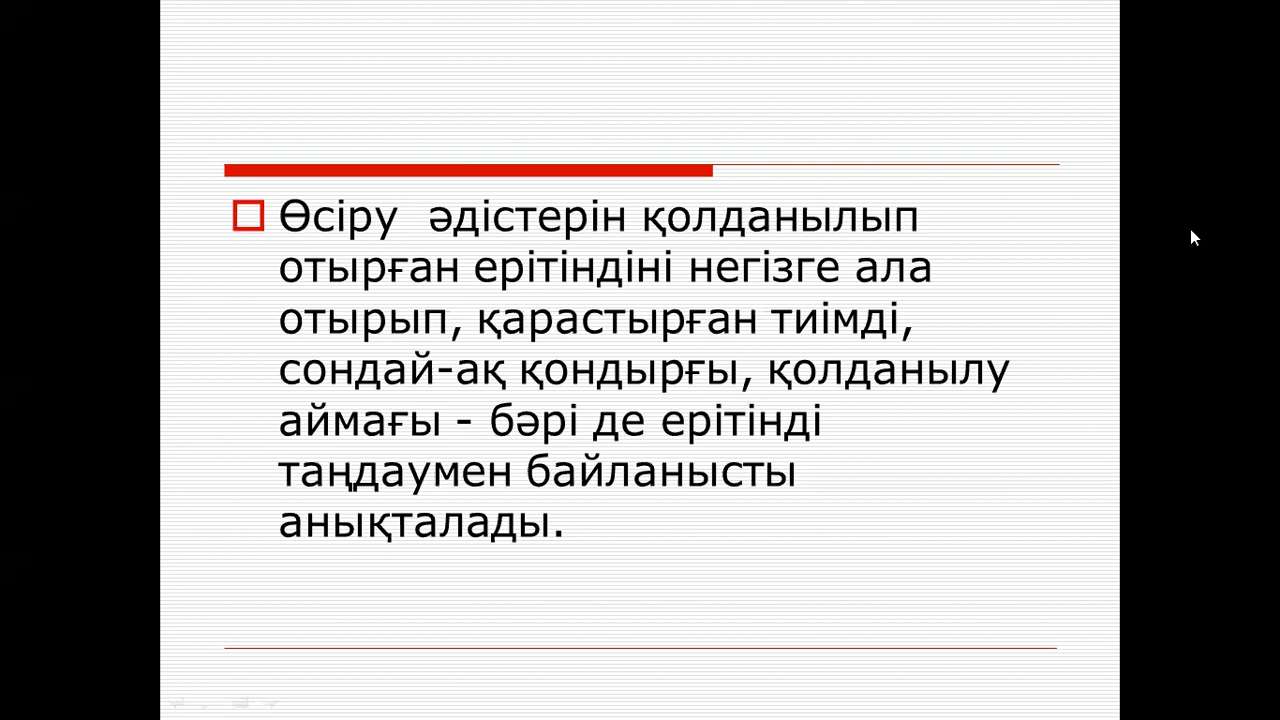 Өсіру  әдістерін қолданылып
отырған ерітіндіні негізге ала
отырып, қарастырған тиімді,
сондай-ақ қондырғы, қолданылу
аймағы - бәрі де ерітінді
таңдаумен байланысты
анықталады.